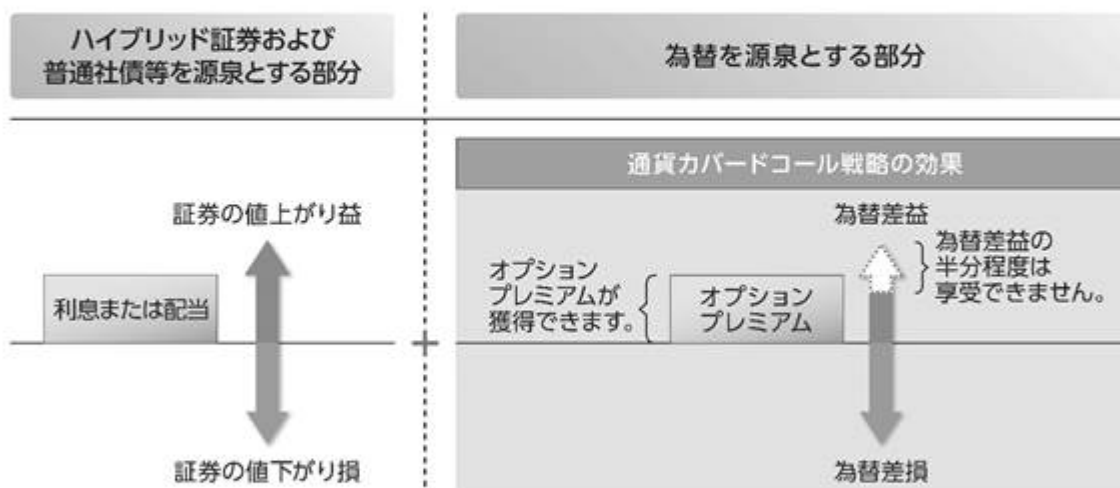 ハイブリッド証券および
普通社債等を源泉とする部分
為替を源泉とする部分
通貨カバードコール戦略の効果
証券の値上がり益
利息または配当
証券の値下がり損
+
オプション
プレミアムが
獲得できます。
オプション
プレミアム
為替差益
為替差益の
半分程度は
享受できません。
為替差損